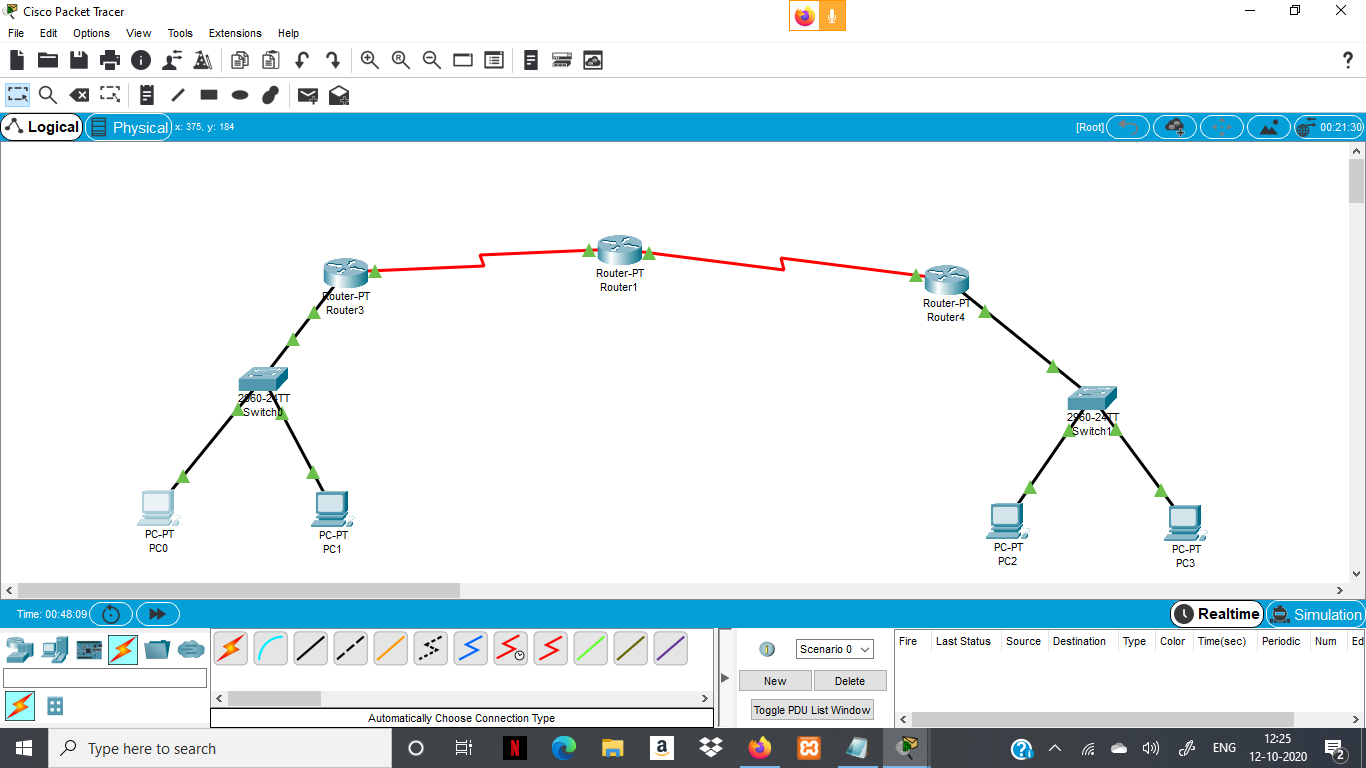 Cisco Packet Tracer
File Edit Options View Tools Extensions Help
Logical Physical x: 375, y: 184 [Root] 00:21:30
Router-PT
Router1
Router-PT
Router3
Router-PT
Router4
2960-24TT
Switch0
2960-24TT
Switch1
PC-PT
PC0
PC-PT
PC1
PC-PT
PC2
PC-PT
PC3
Time: 00:48:09 Realtime Simulation
Scenario 0
New Delete
Toggle PDU List Window
Fire Last Status Source Destination Type Color Time(sec) Periodic Num Ed
Automatically Choose Connection Type
Type here to search
ENG
12:25
12-10-2020
2